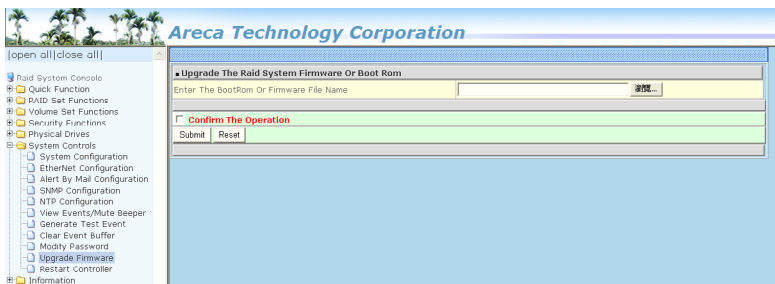 Areca Technology Corporation
|open all|close all|
Raid System Console
Quick Function
RAID Set Functions
Volume Set Functions
Security Functions
Physical Drives
System Controls
System Configuration
EtherNet Configuration
Alert By Mail Configuration
SNMP Configuration
NTP Configuration
View Events/Mute Beeper
Generate Test Event
Clear Event Buffer
Modify Password
Upgrade Firmware
Restart Controller
Information
Upgrade The Raid System Firmware Or Boot Rom
Enter The BootRom Or Firmware File Name
瀏覽...
Confirm The Operation
Submit Reset